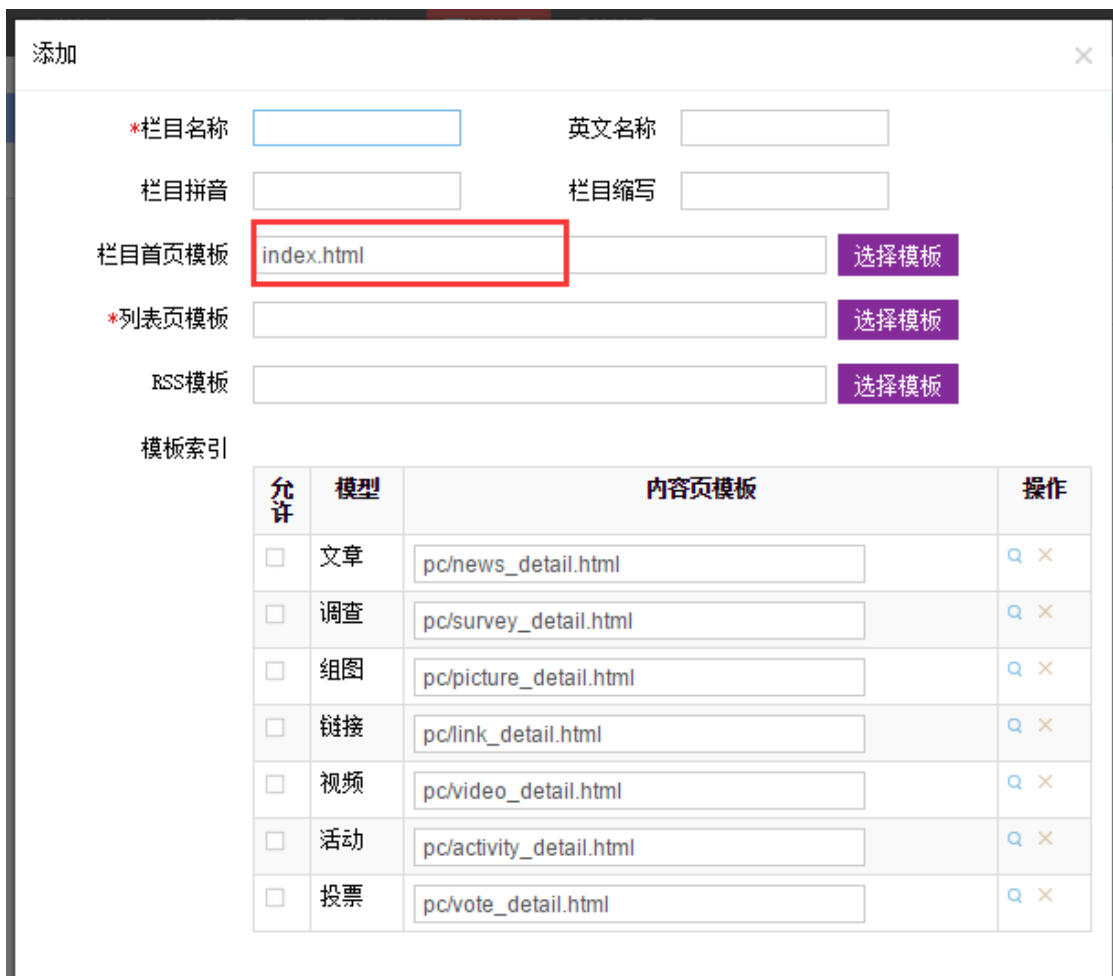 添加
*栏目名称 英文名称
栏目拼音 栏目缩写
栏目首页模板 index.html 选择模板
*列表页模板 选择模板
RSS模板 选择模板
模板索引
允许 模型 内容页模板 操作
文章 pc/news_detail.html
调查 pc/survey_detail.html
组图 pc/picture_detail.html
链接 pc/link_detail.html
视频 pc/video_detail.html
活动 pc/activity_detail.html
投票 pc/vote_detail.html